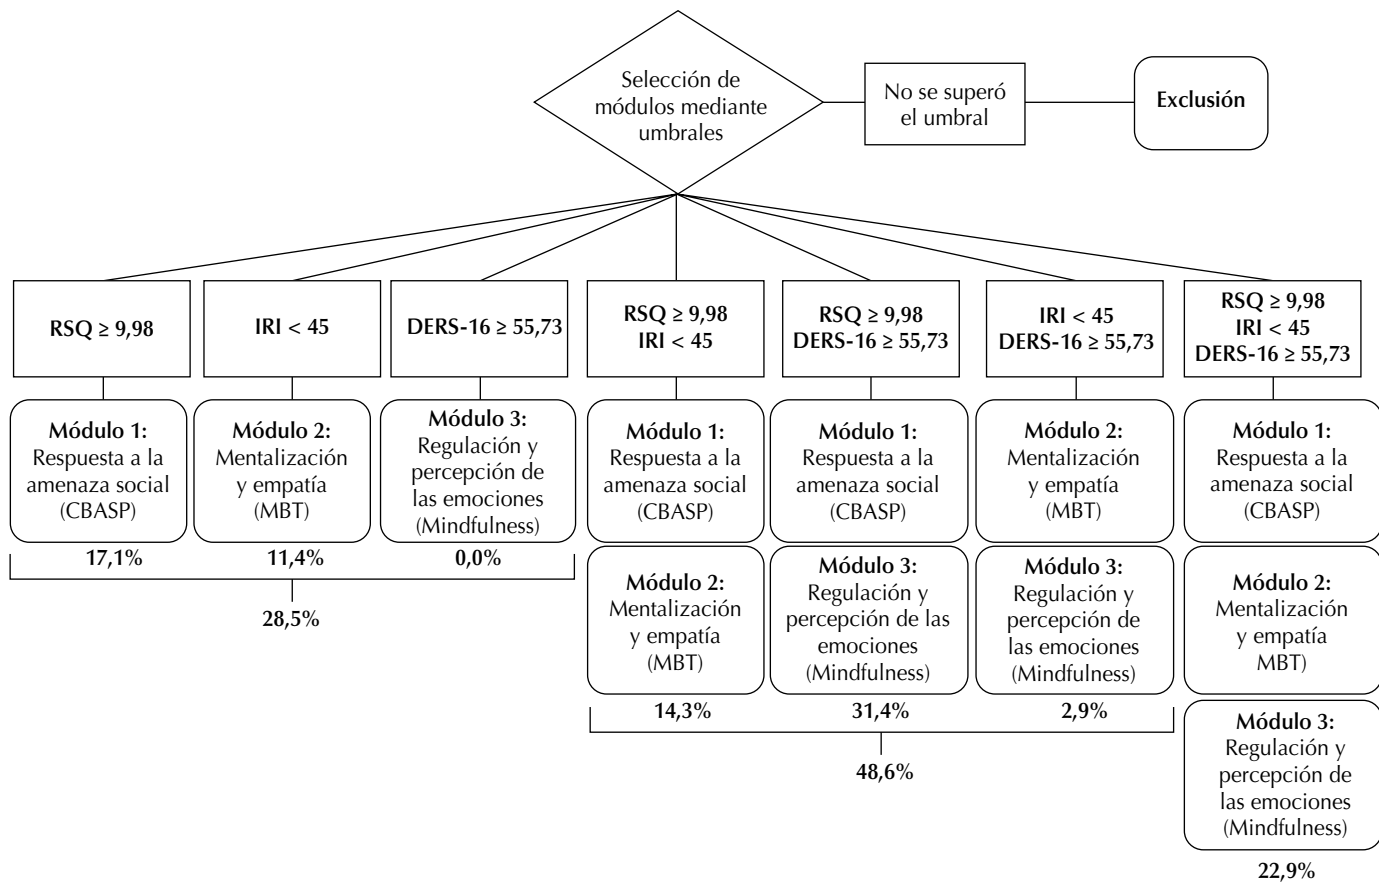 Selección de
módulos mediante
umbrales
No se superó
el umbral
Exclusión
RSQ ≥ 9,98
IRI < 45
DERS-16 ≥ 55,73
RSQ ≥ 9,98
IRI < 45
RSQ ≥ 9,98
DERS-16 ≥ 55,73
IRI < 45
DERS-16 ≥ 55,73
RSQ ≥ 9,98
IRI < 45
DERS-16 ≥ 55,73
Módulo 1:
Respuesta a la
amenaza social
(CBASP)
17,1%
Módulo 2:
Mentalización
y empatía
(MBT)
11,4%
Módulo 3:
Regulación y
percepción de
las emociones
(Mindfulness)
0,0%
28,5%
Módulo 1:
Respuesta a la
amenaza social
(CBASP)
Módulo 2:
Mentalización
y empatía
(MBT)
14,3%
Módulo 1:
Respuesta a la
amenaza social
(CBASP)
Módulo 3:
Regulación y
percepción de las
emociones
(Mindfulness)
31,4%
Módulo 2:
Mentalización
y empatía
(MBT)
Módulo 3:
Regulación y
percepción de
las emociones
(Mindfulness)
2,9%
48,6%
Módulo 1:
Respuesta a la
amenaza social
(CBASP)
Módulo 2:
Mentalización
y empatía
MBT)
Módulo 3:
Regulación y
percepción de
las emociones
(Mindfulness)
22,9%